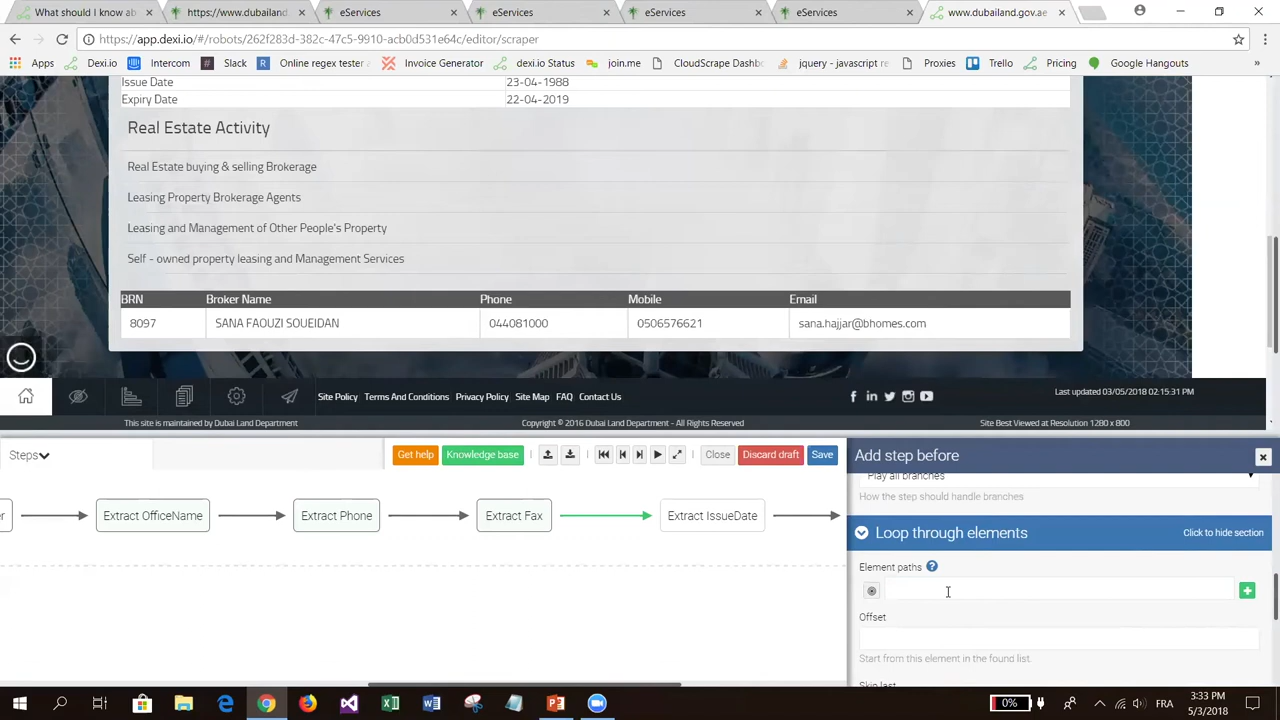 What should I know ab
https://www.dubailand.
eServices
eServices
eServices
eServices
www.dubailand.gov.ae
https://app.dexi.io/#/robots/262f283d-382c-47c5-9910-acb0d531e64c/editor/scraper
Apps Dexi.io Intercom Slack Online regex tester Invoice Generator dexi.io Status join.me CloudScrape Dashb jquery - javascript re Proxies Trello Pricing Google Hangouts
Issue Date 23-04-1988
Expiry Date 22-04-2019
Real Estate Activity
Real Estate buying & selling Brokerage
Leasing Property Brokerage Agents
Leasing and Management of Other People's Property
Self - owned property leasing and Management Services
BRN Broker Name Phone Mobile Email
8097 SANA FAOUZI SOUEIDAN 044081000 0506576621 sana.hajjar@bhomes.com
Site Policy Terms And Conditions Privacy Policy Site Map FAQ Contact Us Last updated 03/05/2018 02:15:31 PM
This site is maintained by Dubai Land Department Copyright © 2016 Dubai Land Department - All Rights Reserved Site Best Viewed at Resolution 1280 x 800
Steps Get help Knowledge base Close Discard draft Save
Extract OfficeName Extract Phone Extract Fax Extract IssueDate
Add step before
Play all branches
How the step should handle branches
Loop through elements Click to hide section
Element paths
Offset
Start from this element in the found list.
Skip last
0% FRA 3:33 PM
5/3/2018